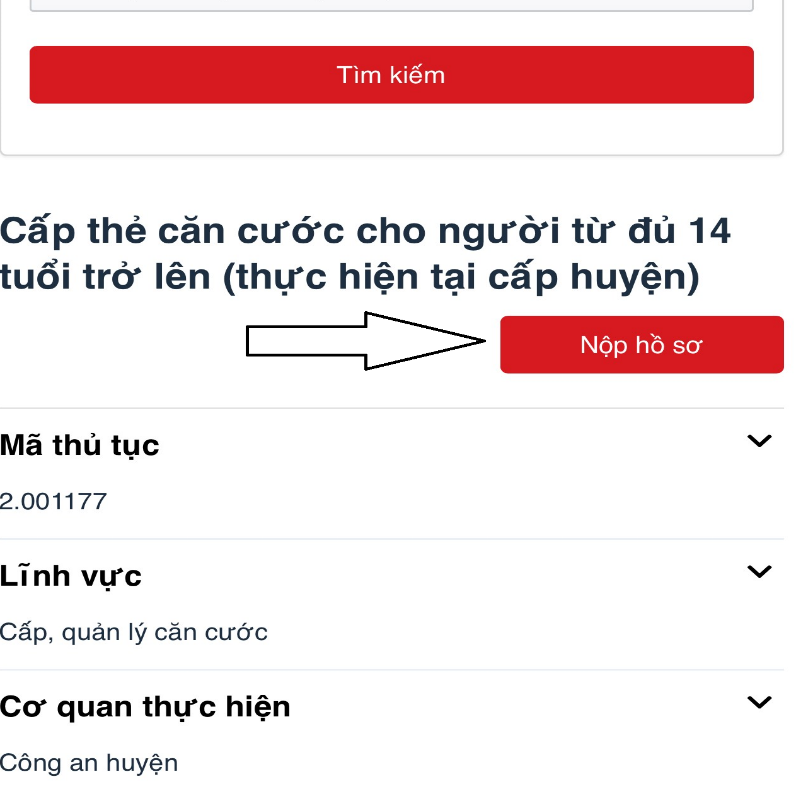 Tìm kiếm
Cấp thẻ căn cước cho người từ đủ 14
tuổi trở lên (thực hiện tại cấp huyện)
Nộp hồ sơ
Mã thủ tục
2.001177
Lĩnh vực
Cấp, quản lý căn cước
Cơ quan thực hiện
Công an huyện